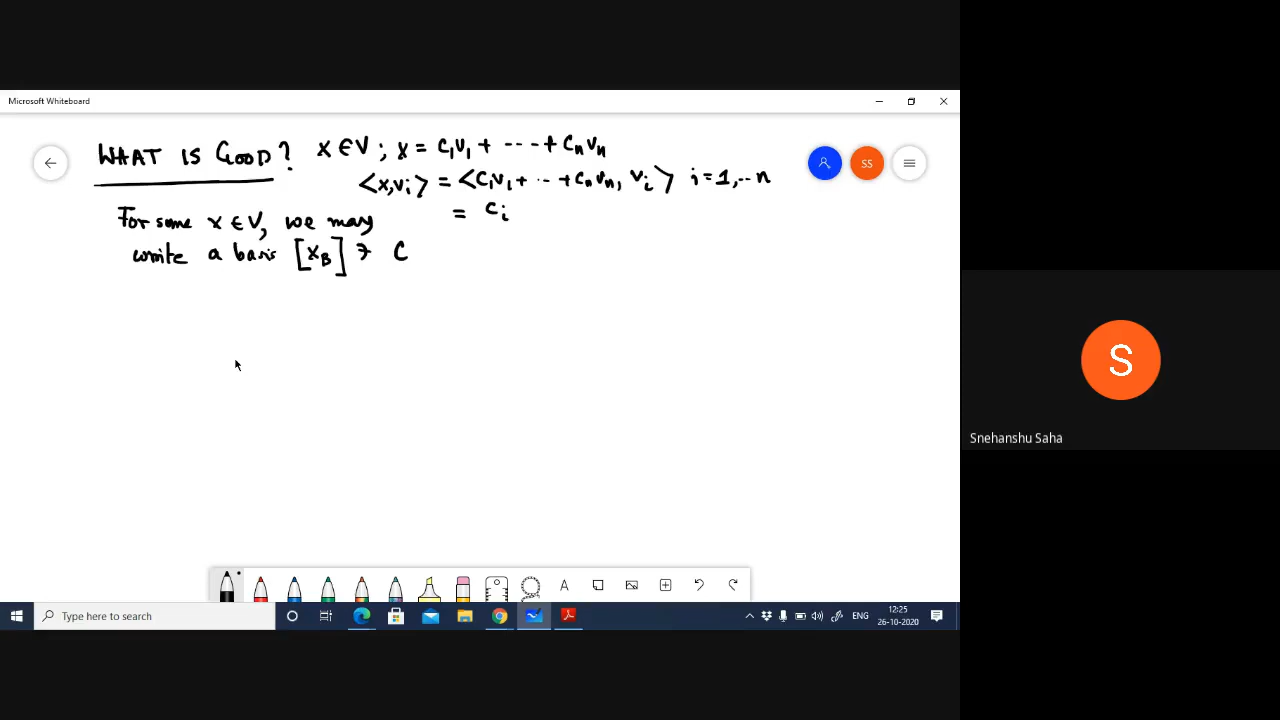 Microsoft Whiteboard
WHAT IS GOOD? x ∈ V ; x = c₁v₁ + ---- + cₙvₙ
<x,vᵢ> = <c₁v₁ + -- + cₙvₙ, vᵢ> i = 1,..n
= cᵢ
For some x ∈ V, we may
write a basis [x_B] ∋ C
SS
S
Snehanshu Saha
A
Type here to search
ENG
12:25
26-10-2020